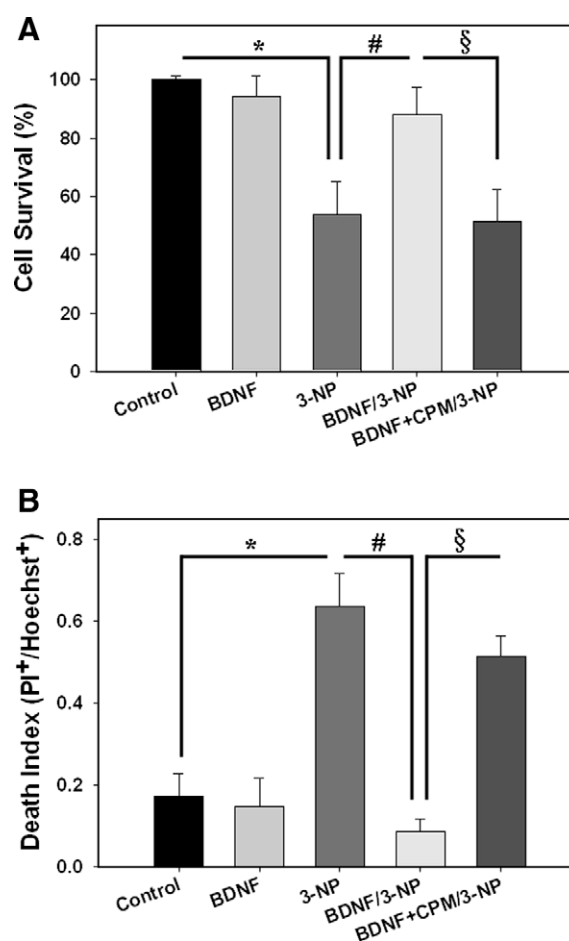 A
* # §
100
80
60
40
20
0
Cell Survival (%)
Control
BDNF
3-NP
BDNF/3-NP
BDNF+CPM/3-NP
B
* # §
0.8
0.6
0.4
0.2
0.0
Death Index (PI+/Hoechst+)
Control
BDNF
3-NP
BDNF/3-NP
BDNF+CPM/3-NP